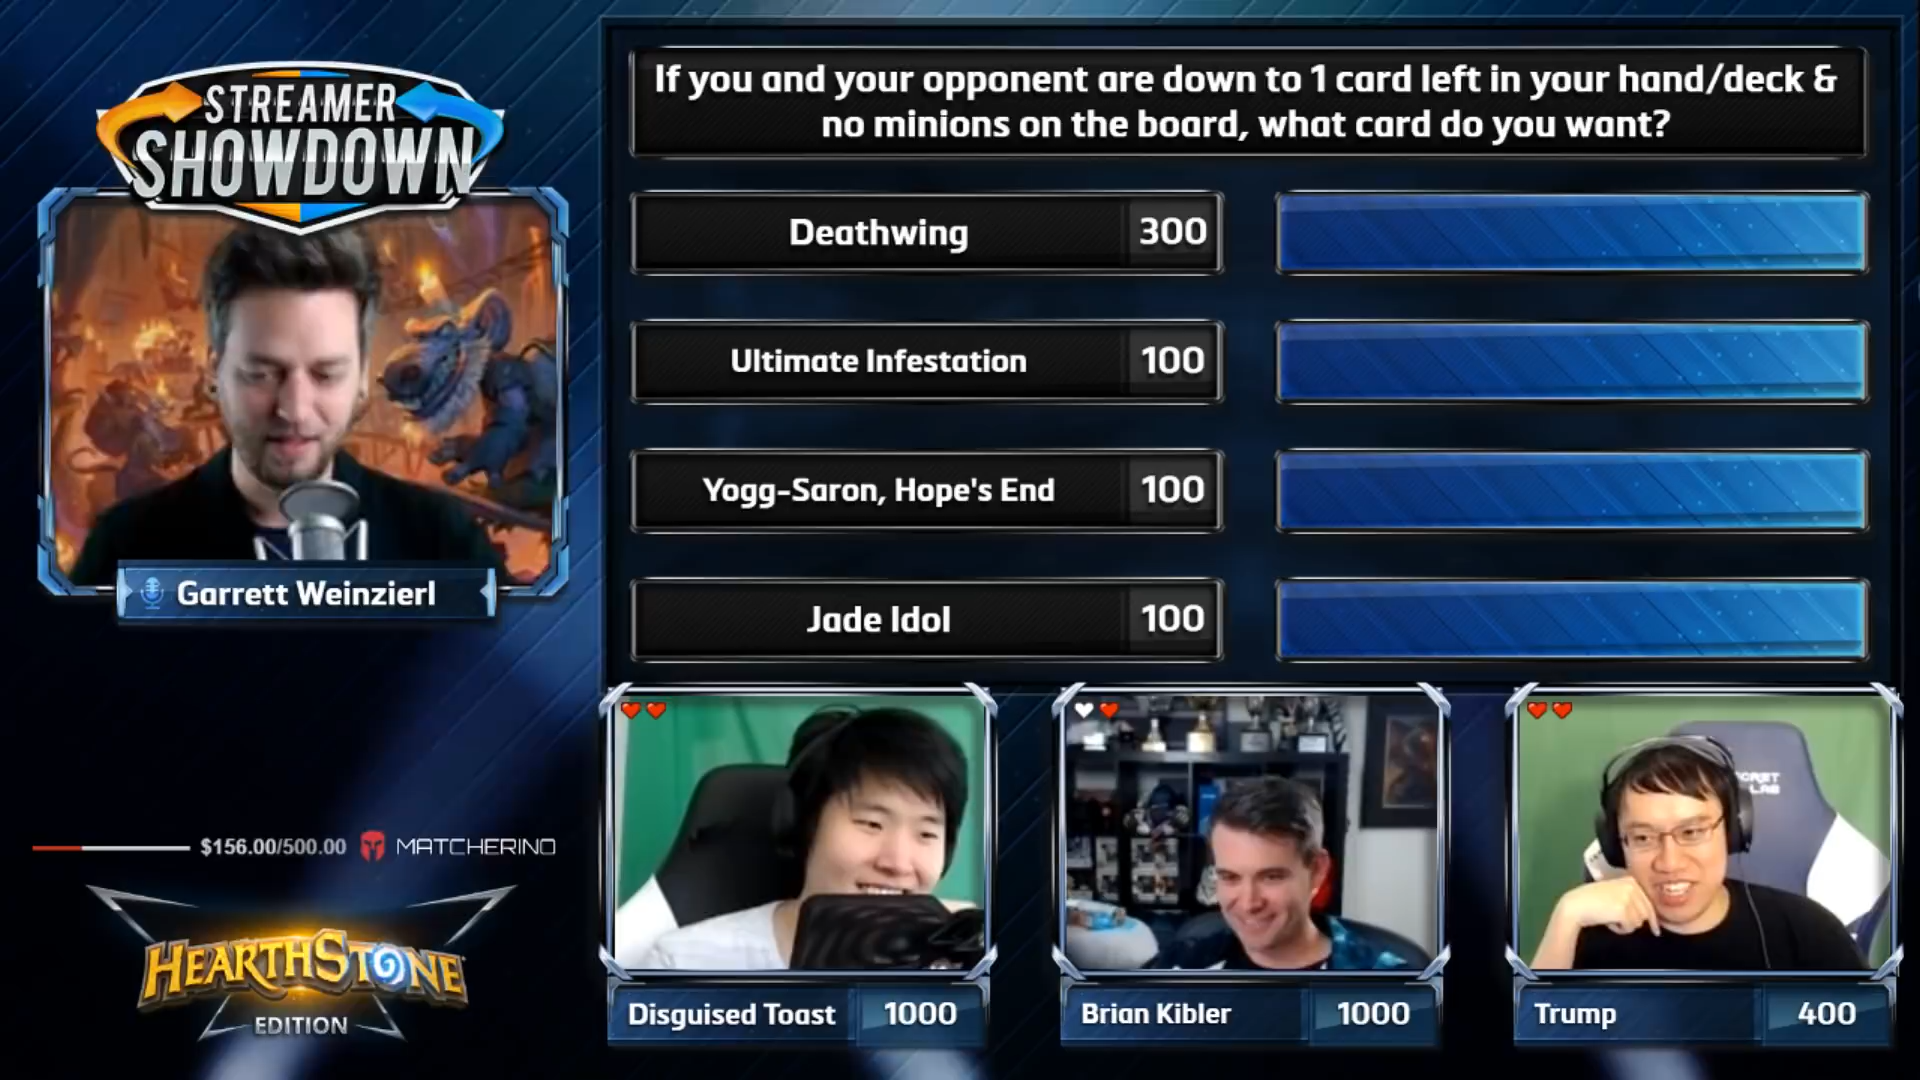 STREAMER
SHOWDOWN
If you and your opponent are down to 1 card left in your hand/deck &
no minions on the board, what card do you want?
Deathwing 300
Ultimate Infestation 100
Yogg-Saron, Hope's End 100
Jade Idol 100
Garrett Weinzierl
$156.00/500.00 MATCHERINO
HEARTHSTONE
EDITION
LAB
Disguised Toast 1000
Brian Kibler 1000
Trump 400